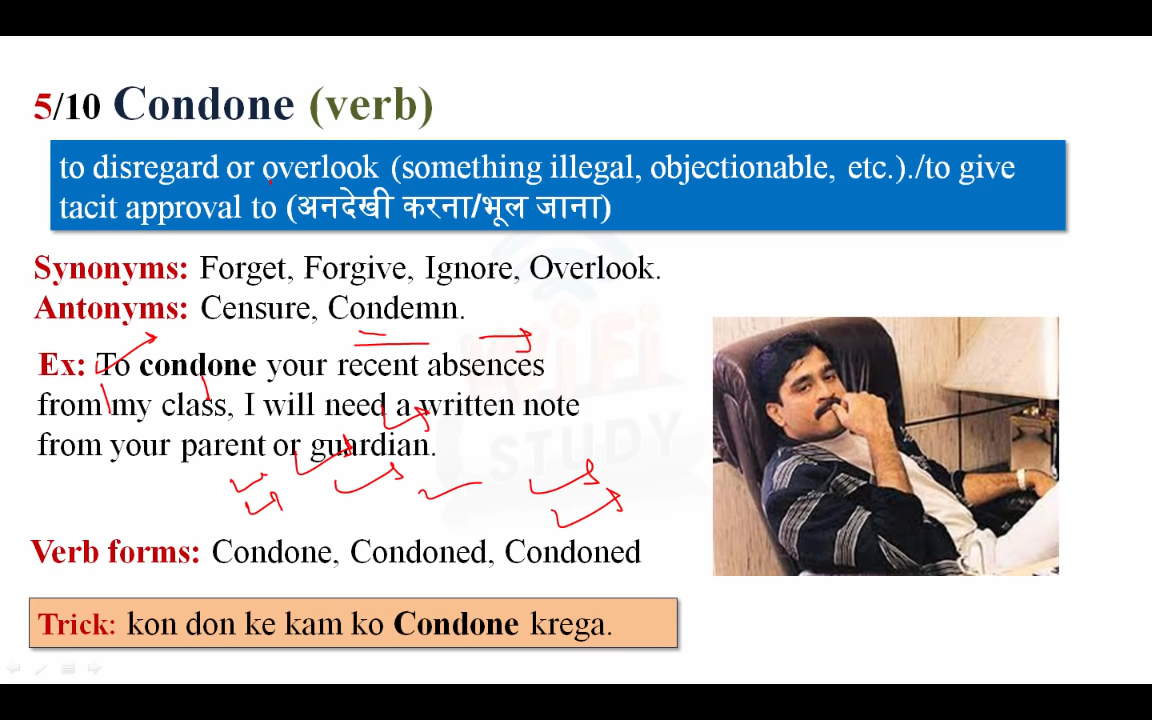 5/10 Condone (verb)
to disregard or overlook (something illegal, objectionable, etc.)./to give
tacit approval to (अनदेखी करना/भूल जाना)
Synonyms: Forget, Forgive, Ignore, Overlook.
Antonyms: Censure, Condemn.
Ex: To condone your recent absences
from my class, I will need a written note
from your parent or guardian.
KiFi
STUDY
Verb forms: Condone, Condoned, Condoned
Trick: kon don ke kam ko Condone krega.